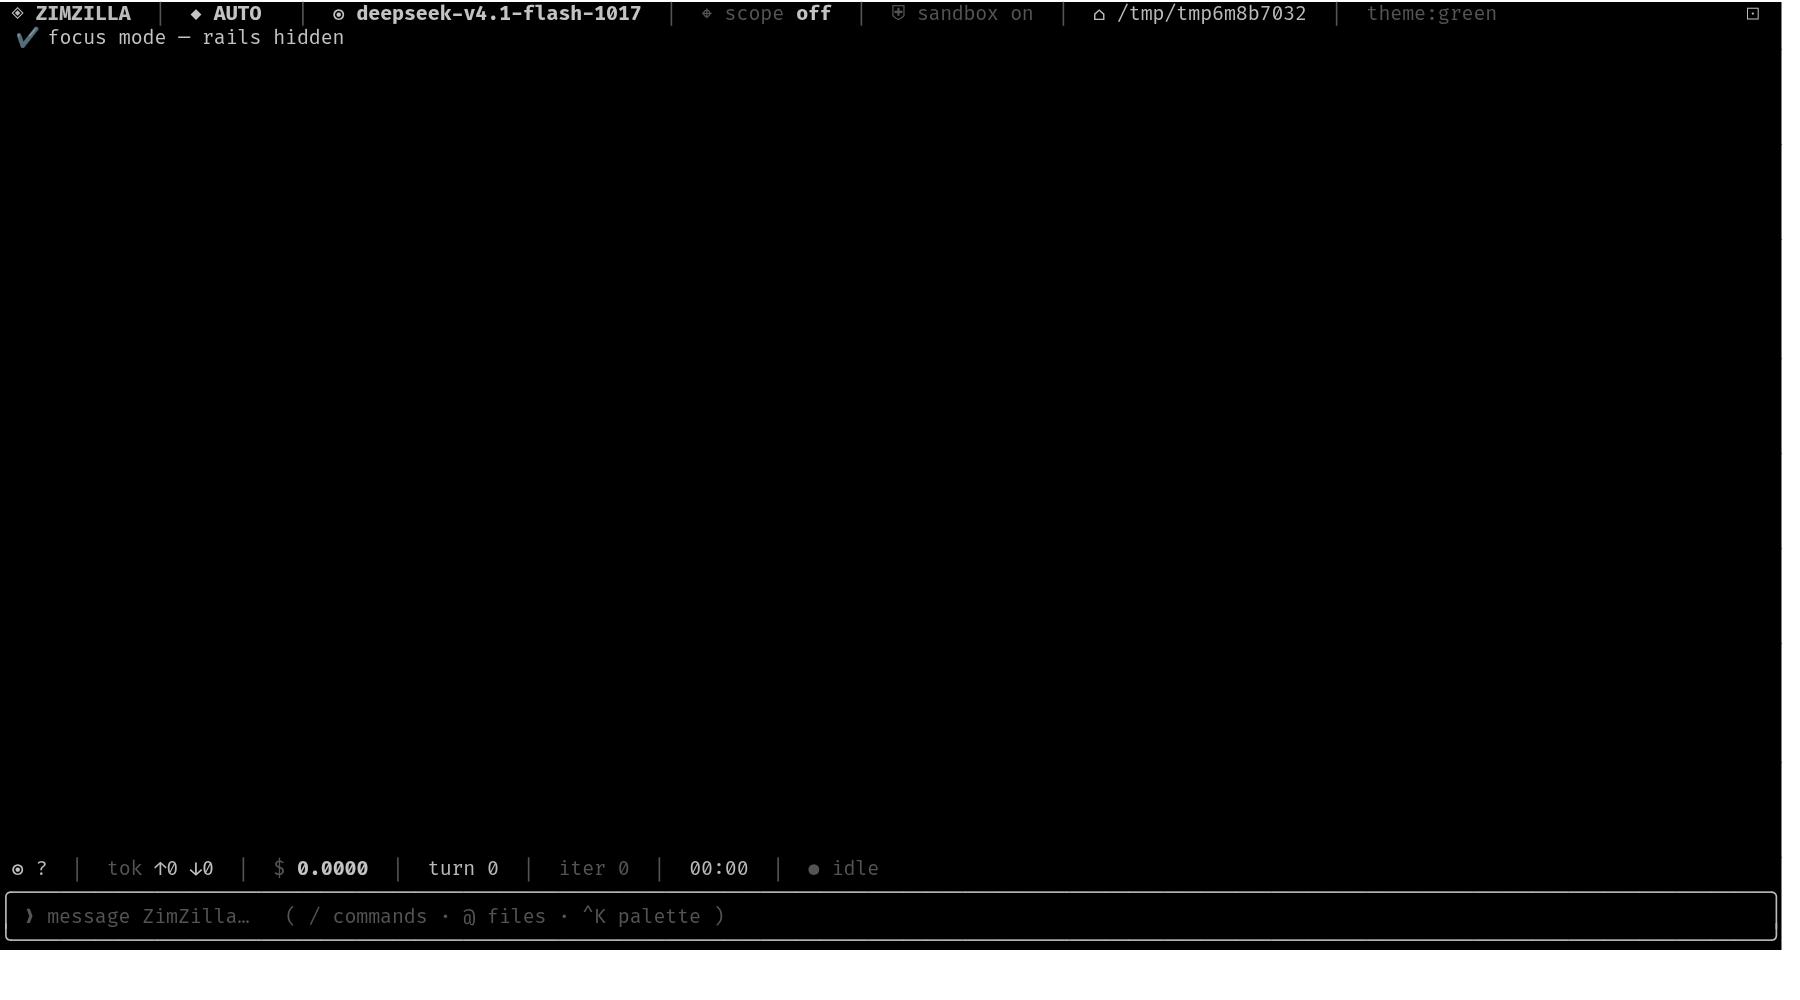 ◈ ZIMZILLA │ ◆ AUTO │ ⊙ deepseek-v4.1-flash-1017 │ ⌖ scope off │ ⛨ sandbox on │ ⌂ /tmp/tmp6m8b7032 │ theme:green ⊡
✔ focus mode — rails hidden
⊙ ? │ tok ↑0 ↓0 │ $ 0.0000 │ turn 0 │ iter 0 │ 00:00 │ ● idle
❫ message ZimZilla… ( / commands · @ files · ^K palette )